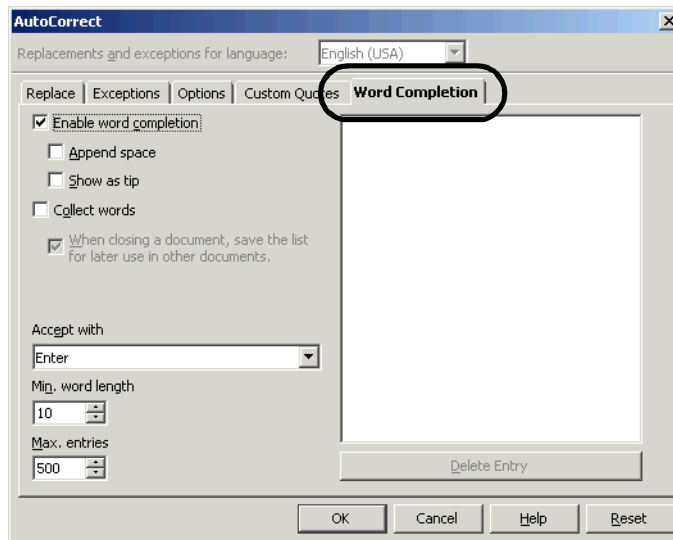 AutoCorrect
Replacements and exceptions for language: English (USA)
Replace Exceptions Options Custom Quotes Word Completion
Enable word completion
Append space
Show as tip
Collect words
When closing a document, save the list
for later use in other documents.
Accept with
Enter
Min. word length
10
Max. entries
500
Delete Entry
OK Cancel Help Reset